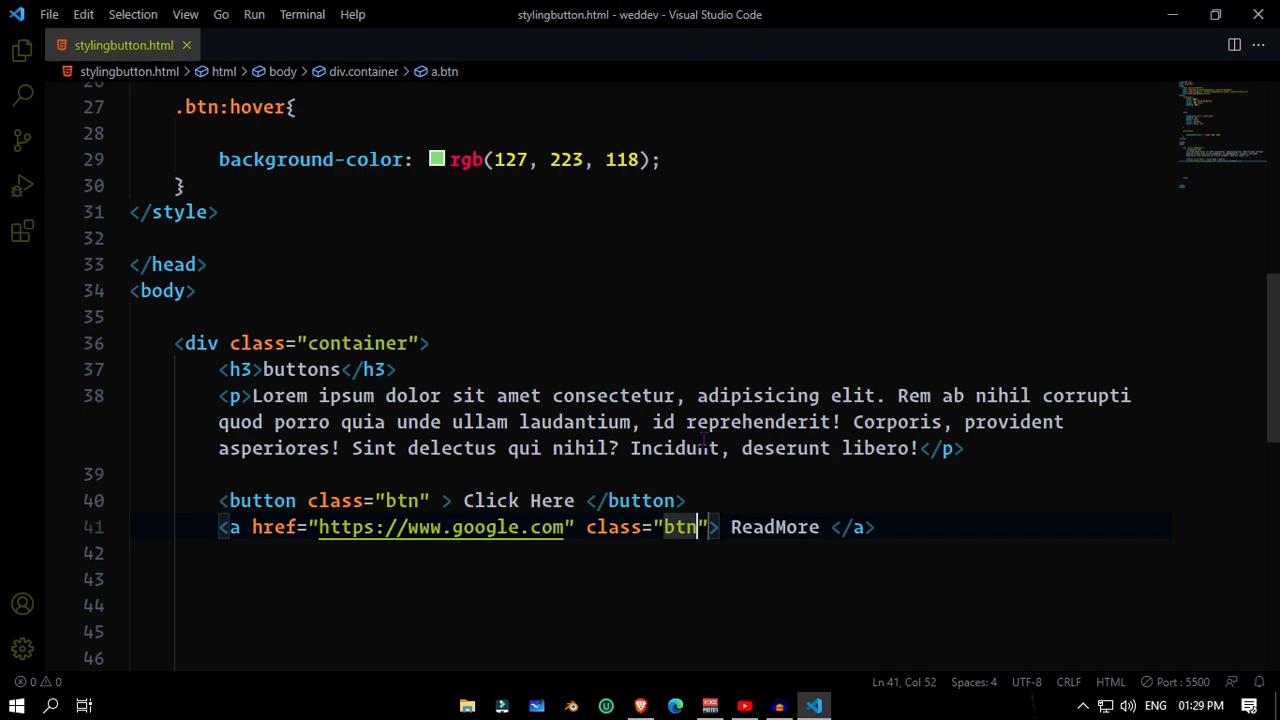 File Edit Selection View Go Run Terminal Help
stylingbutton.html - weddev - Visual Studio Code
stylingbutton.html
stylingbutton.html > html > body > div.container > a.btn
26
27 .btn:hover{
28
29 background-color: rgb(127, 223, 118);
30 }
31 </style>
32
33 </head>
34 <body>
35
36 <div class="container">
37 <h3>buttons</h3>
38 <p>Lorem ipsum dolor sit amet consectetur, adipisicing elit. Rem ab nihil corrupti
quod porro quia unde ullam laudantium, id reprehenderit! Corporis, provident
asperiores! Sint delectus qui nihil? Incidunt, deserunt libero!</p>
39
40 <button class="btn" > Click Here </button>
41 <a href="https://www.google.com" class="btn"> ReadMore </a>
42
43
44
45
46
0 0 Ln 41, Col 52 Spaces: 4 UTF-8 CRLF HTML Port : 5500
ENG 01:29 PM